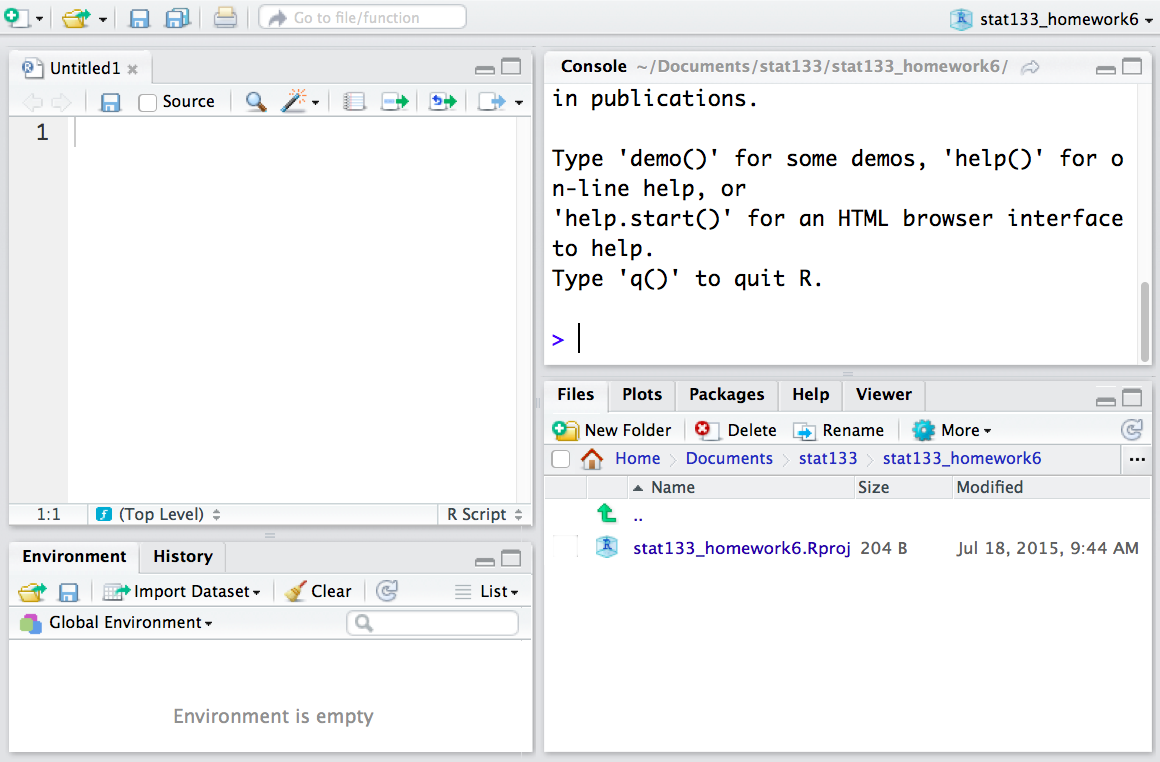 Go to file/function
stat133_homework6
Untitled1
Source
1
1:1 (Top Level) R Script
Console ~/Documents/stat133/stat133_homework6/
in publications.
Type 'demo()' for some demos, 'help()' for o
n-line help, or
'help.start()' for an HTML browser interface
to help.
Type 'q()' to quit R.
>
Environment History
Import Dataset Clear List
Global Environment
Environment is empty
Files Plots Packages Help Viewer
New Folder Delete Rename More
Home Documents stat133 stat133_homework6 ...
Name Size Modified
..
stat133_homework6.Rproj 204 B Jul 18, 2015, 9:44 AM